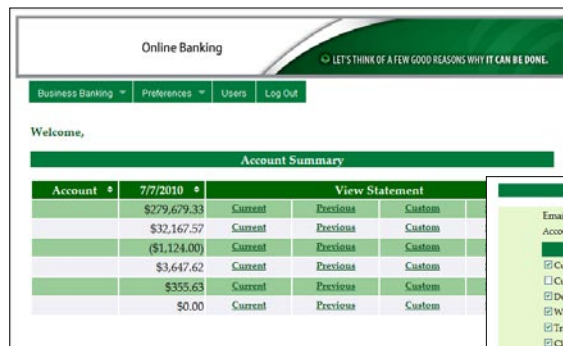 Online Banking
LET'S THINK OF A FEW GOOD REASONS WHY IT CAN BE DONE.
Business Banking Preferences Users Log Out
Welcome,
Account Summary
Account 7/7/2010 View Statement
$279,679.33 Current Previous Custom
$32,167.57 Current Previous Custom
($1,124.00) Current Previous Custom
$3,647.62 Current Previous Custom
$355.63 Current Previous Custom
$0.00 Current Previous Custom